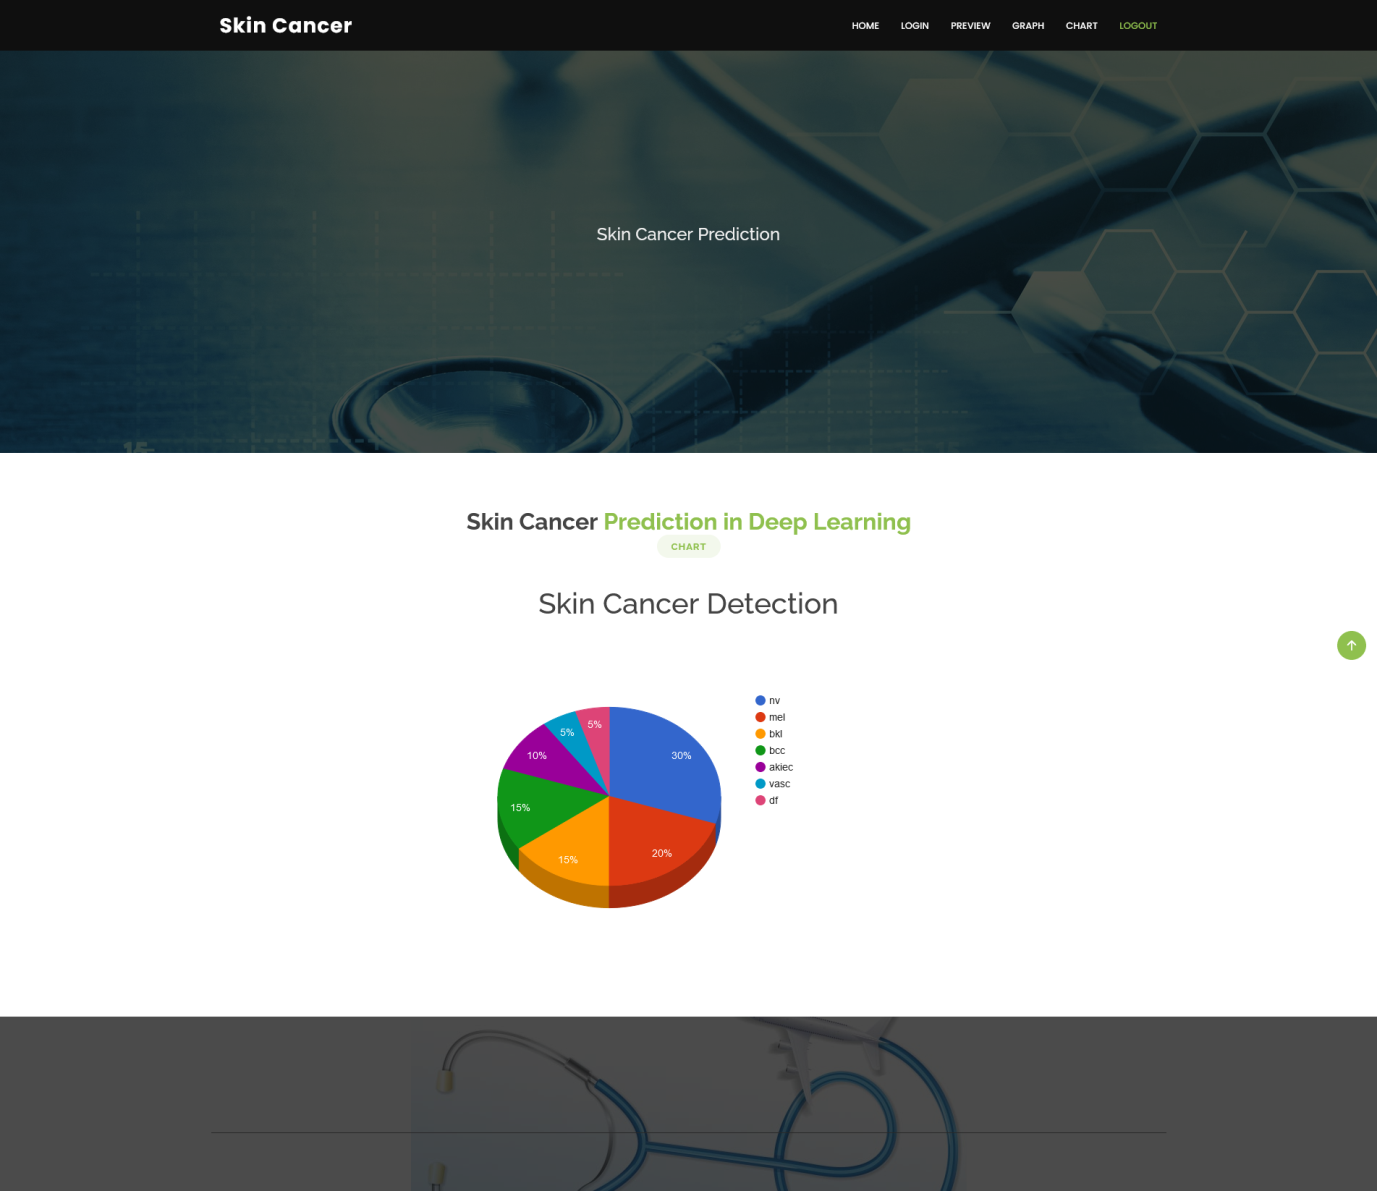 Skin Cancer
HOME LOGIN PREVIEW GRAPH CHART LOGOUT
Skin Cancer Prediction
Skin Cancer Prediction in Deep Learning
CHART
Skin Cancer Detection
nv
mel
bkl
bcc
akiec
vasc
df
5%
5%
10%
30%
15%
15%
20%